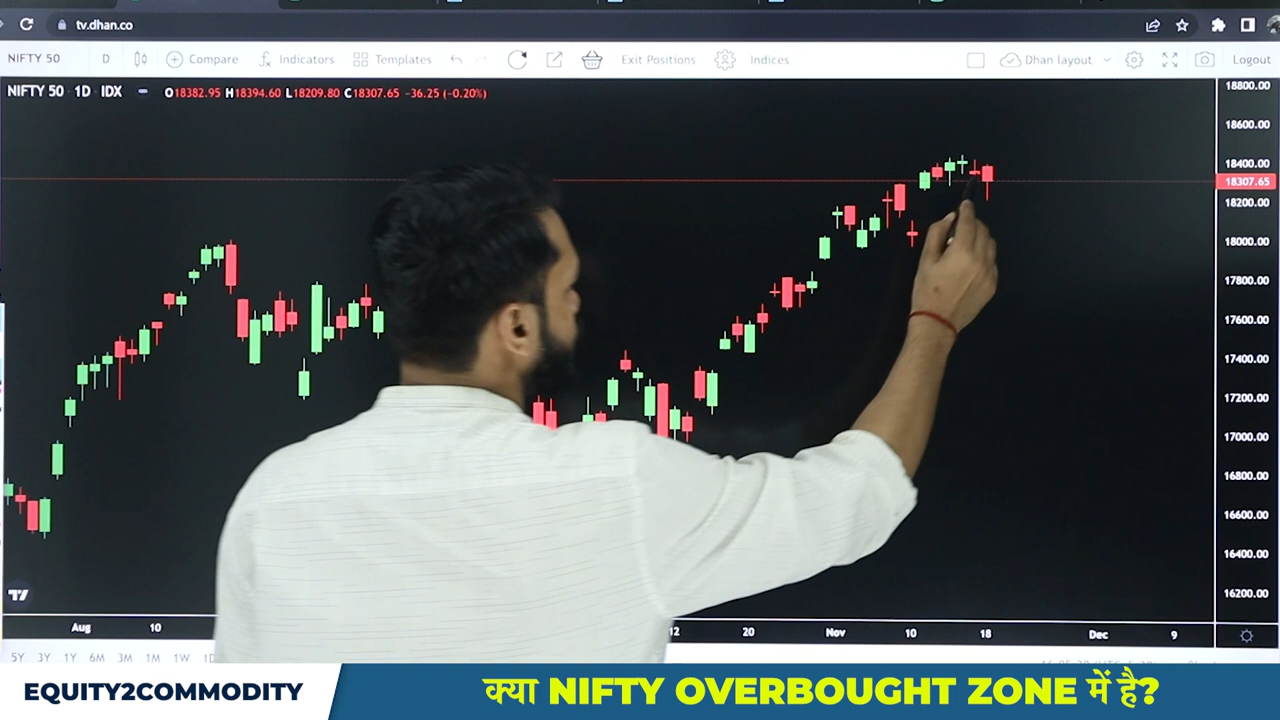 tv.dhan.co
NIFTY 50 D Compare Indicators Templates Exit Positions Indices Dhan layout Logout
NIFTY 50 1D IDX O18382.95 H18394.60 L18209.80 C18307.65 -36.25 (-0.20%)
18800.00
18600.00
18400.00
18307.65
18200.00
18000.00
17800.00
17600.00
17400.00
17200.00
17000.00
16800.00
16600.00
16400.00
16200.00
Aug 10 12 20 Nov 10 18 Dec 9
5Y 3Y 1Y 6M 3M 1M 1W
EQUITY2COMMODITY
क्या NIFTY OVERBOUGHT ZONE में है?